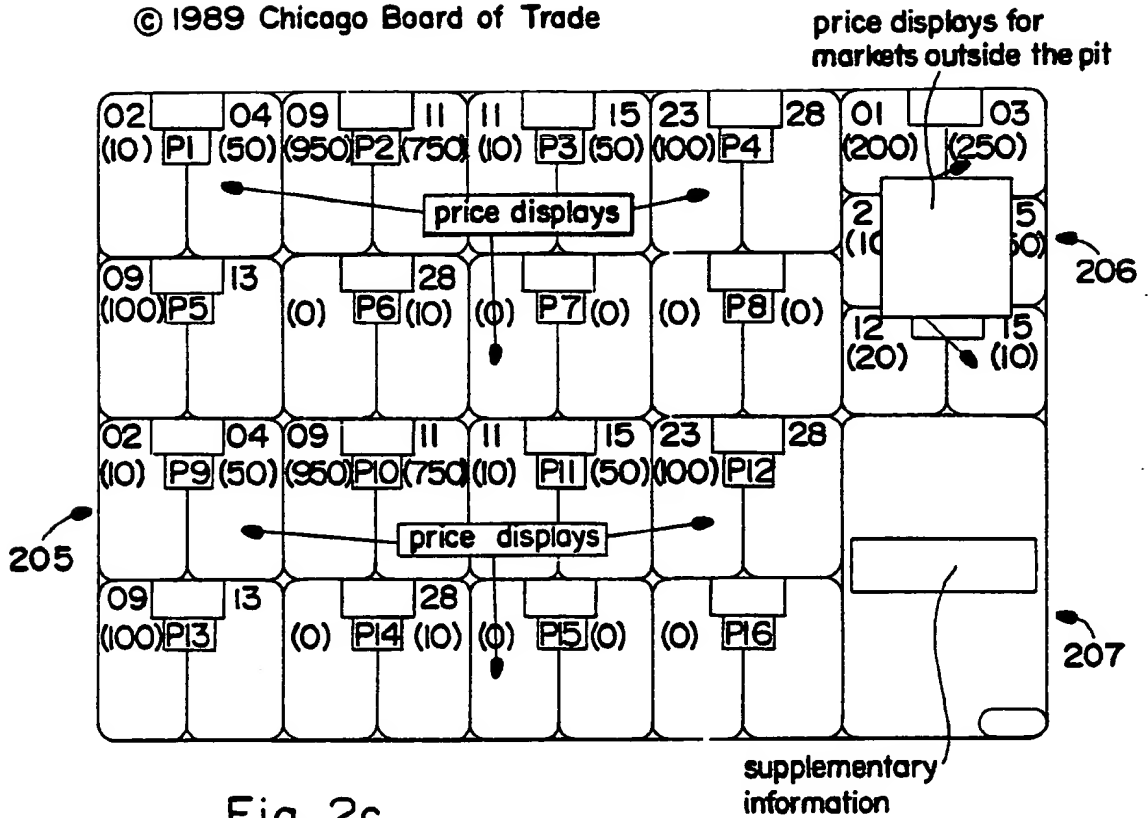 © 1989 Chicago Board of Trade
price displays for
markets outside the pit
02 04 09 11 11 15 23 28 01 03
(10) P1 (50) (950) P2 (750) (10) P3 (50) (100) P4 (200) (250)
price displays
2 5
206
09 13 28
(100) P5 (0) P6 (10) (0) P7 (0) (0) P8 (0)
12 15
(20) (10)
02 04 09 11 11 15 23 28
(10) P9 (50) (950) P10 (750) (10) P11 (50) (100) P12
205
price displays
09 13 28
(100) P13 (0) P14 (10) (0) P15 (0) (0) P16
207
supplementary
information
Fig. 2c